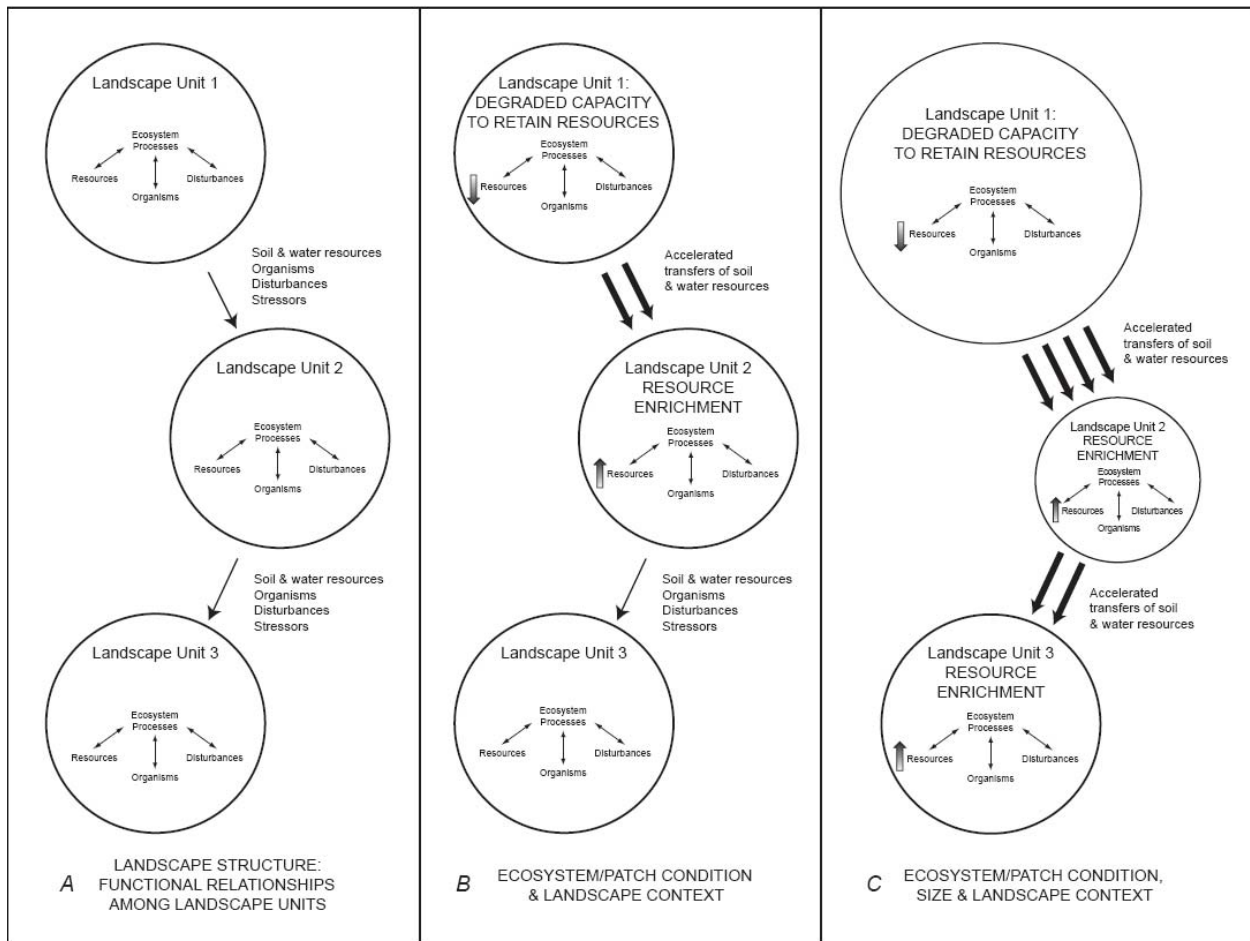 Landscape Unit 1
Ecosystem
Processes
Resources
Disturbances
Organisms
Soil & water resources
Organisms
Disturbances
Stressors
Landscape Unit 2
Ecosystem
Processes
Resources
Disturbances
Organisms
Soil & water resources
Organisms
Disturbances
Stressors
Landscape Unit 3
Ecosystem
Processes
Resources
Disturbances
Organisms
A
LANDSCAPE STRUCTURE:
FUNCTIONAL RELATIONSHIPS
AMONG LANDSCAPE UNITS
Landscape Unit 1:
DEGRADED CAPACITY
TO RETAIN RESOURCES
Ecosystem
Processes
Resources
Disturbances
Organisms
Accelerated
transfers of soil
& water resources
Landscape Unit 2
RESOURCE
ENRICHMENT
Ecosystem
Processes
Resources
Disturbances
Organisms
Soil & water resources
Organisms
Disturbances
Stressors
Landscape Unit 3
Ecosystem
Processes
Resources
Disturbances
Organisms
B
ECOSYSTEM/PATCH CONDITION
& LANDSCAPE CONTEXT
Landscape Unit 1:
DEGRADED CAPACITY
TO RETAIN RESOURCES
Ecosystem
Processes
Resources
Disturbances
Organisms
Accelerated
transfers of soil
& water resources
Landscape Unit 2
RESOURCE
ENRICHMENT
Ecosystem
Processes
Resources
Disturbances
Organisms
Accelerated
transfers of soil
& water resources
Landscape Unit 3
RESOURCE
ENRICHMENT
Ecosystem
Processes
Resources
Disturbances
Organisms
C
ECOSYSTEM/PATCH CONDITION,
SIZE & LANDSCAPE CONTEXT